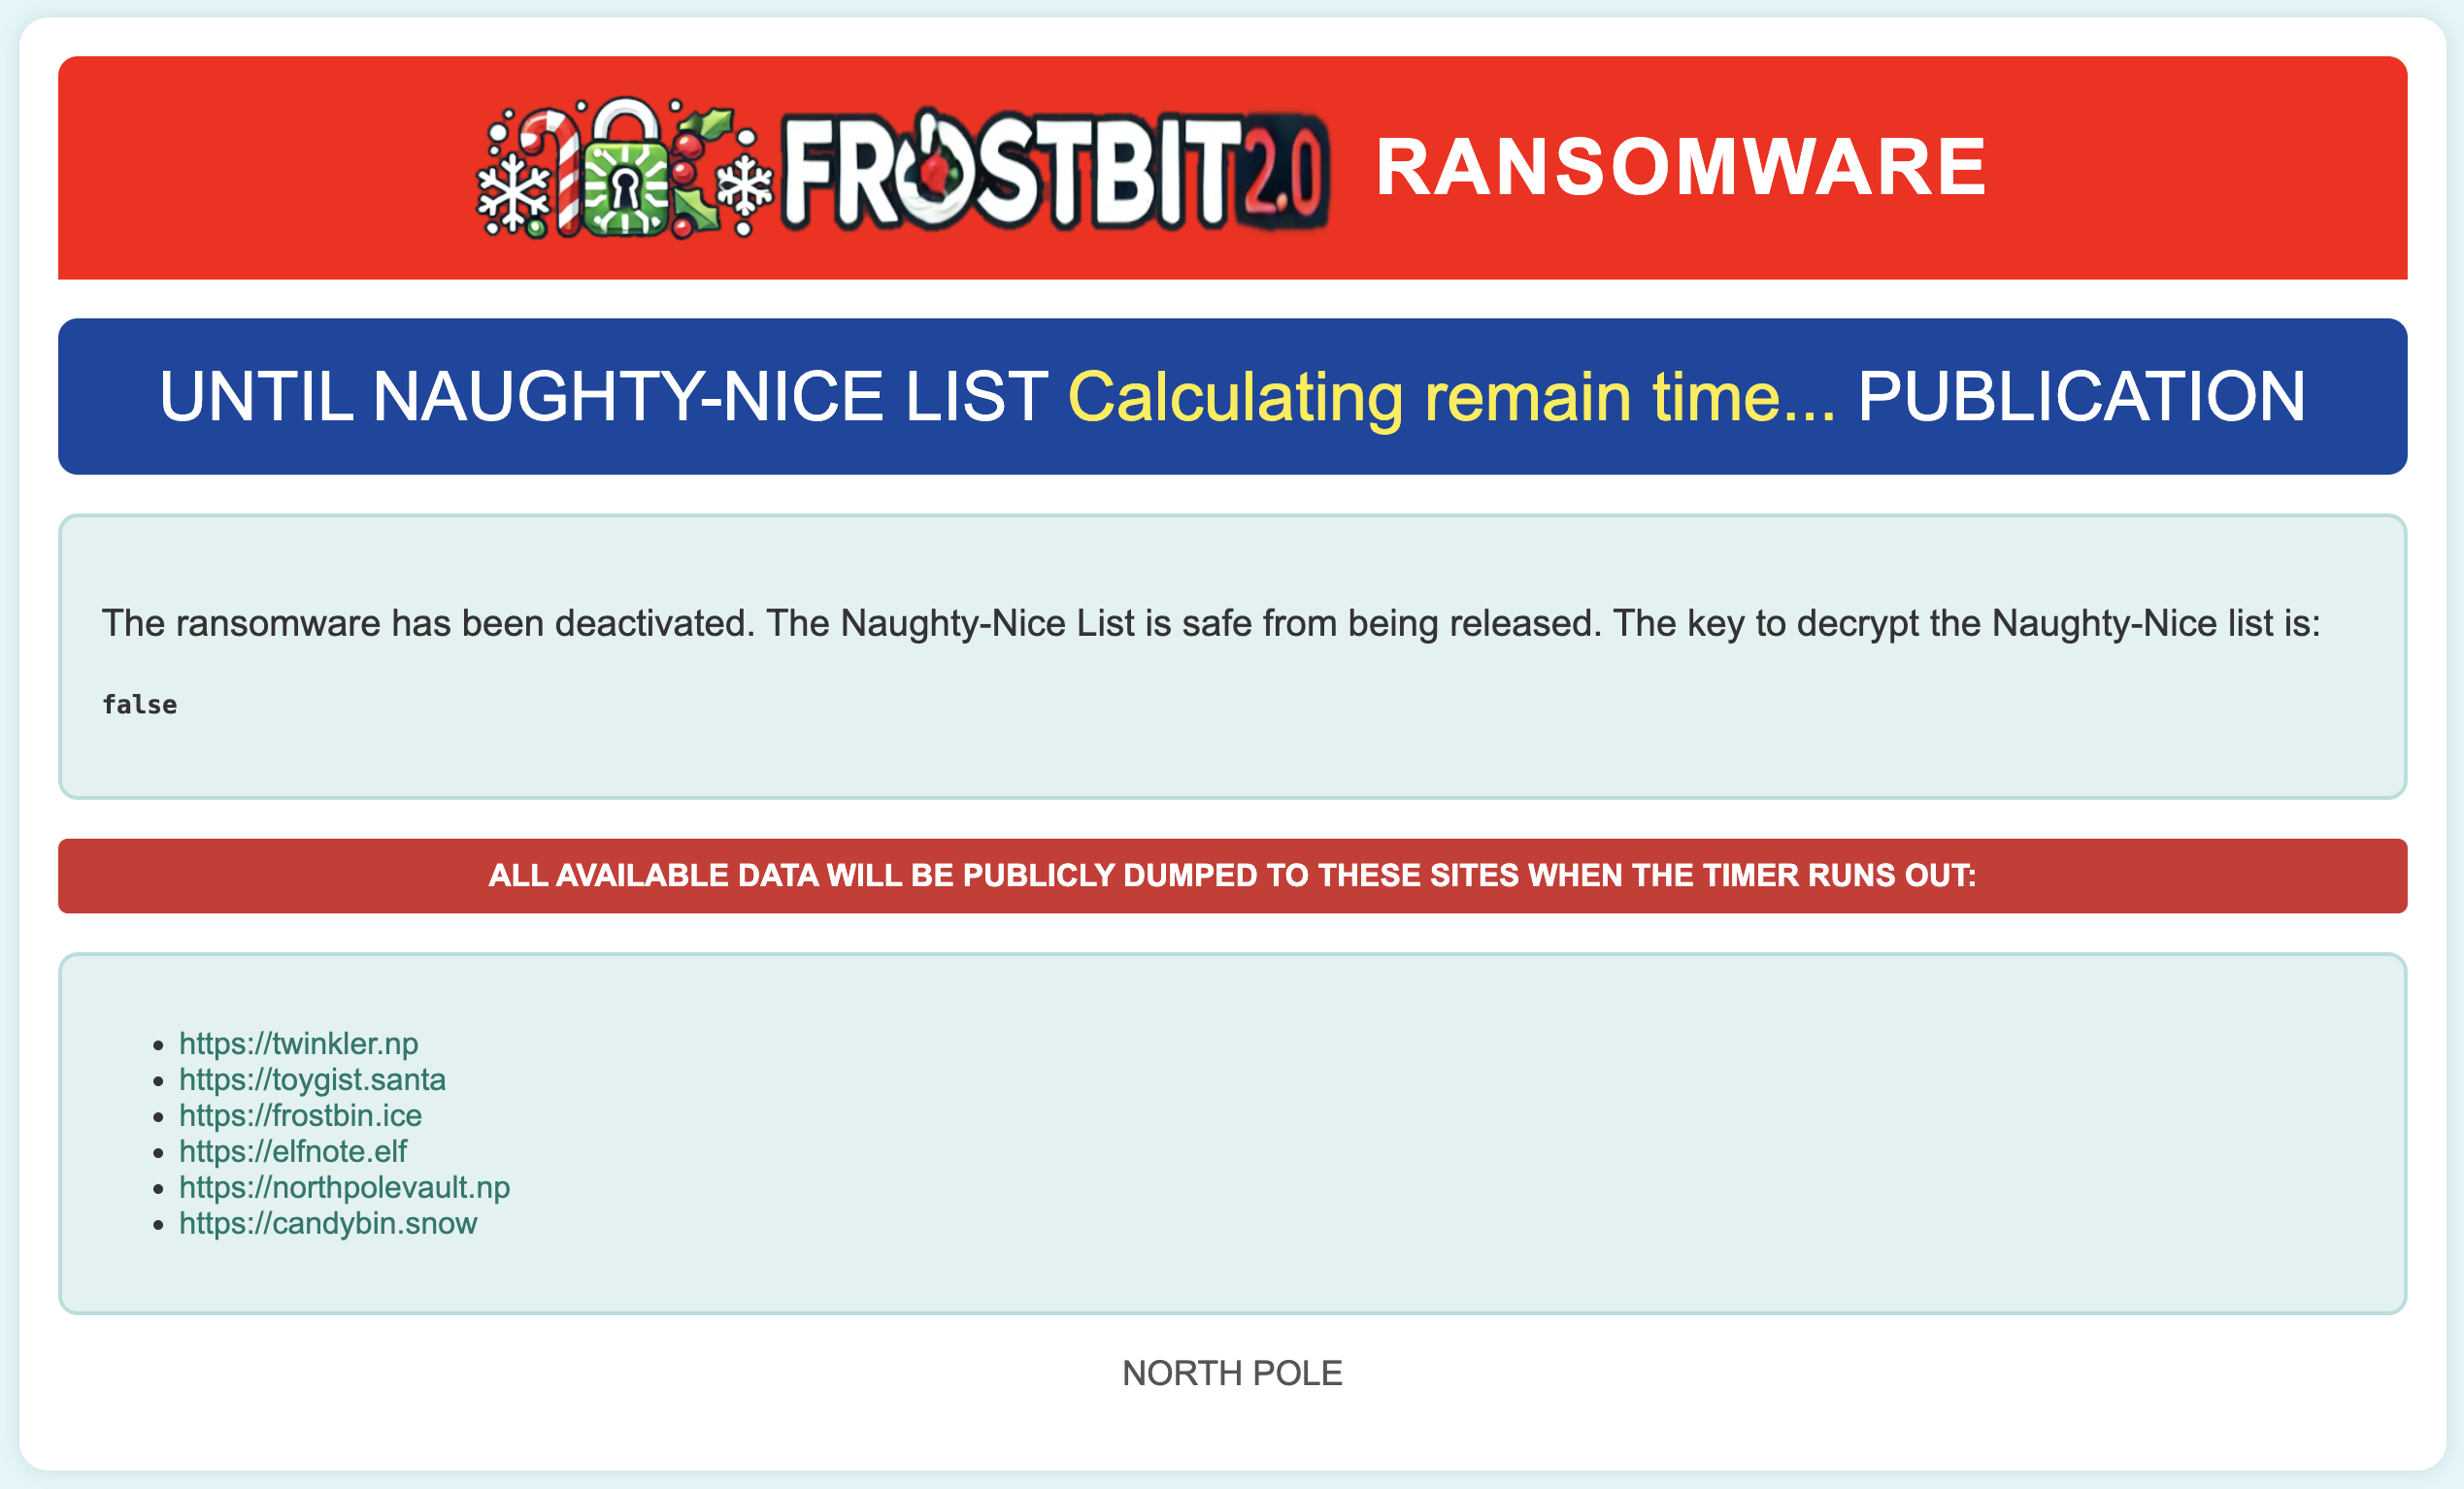 FROSTBIT2.0 RANSOMWARE
UNTIL NAUGHTY-NICE LIST Calculating remain time... PUBLICATION
The ransomware has been deactivated. The Naughty-Nice List is safe from being released. The key to decrypt the Naughty-Nice list is:
false
ALL AVAILABLE DATA WILL BE PUBLICLY DUMPED TO THESE SITES WHEN THE TIMER RUNS OUT:
https://twinkler.np
https://toygist.santa
https://frostbin.ice
https://elfnote.elf
https://northpolevault.np
https://candybin.snow
NORTH POLE